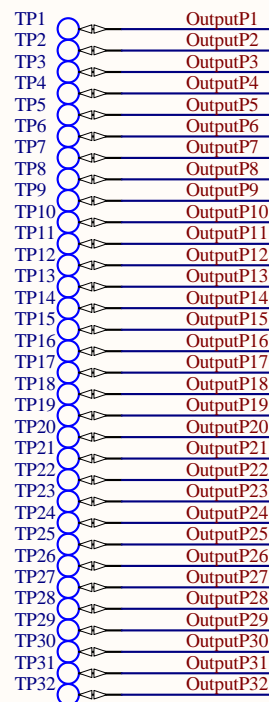 TP1 OutputP1
TP2 OutputP2
TP3 OutputP3
TP4 OutputP4
TP5 OutputP5
TP6 OutputP6
TP7 OutputP7
TP8 OutputP8
TP9 OutputP9
TP10 OutputP10
TP11 OutputP11
TP12 OutputP12
TP13 OutputP13
TP14 OutputP14
TP15 OutputP15
TP16 OutputP16
TP17 OutputP17
TP18 OutputP18
TP19 OutputP19
TP20 OutputP20
TP21 OutputP21
TP22 OutputP22
TP23 OutputP23
TP24 OutputP24
TP25 OutputP25
TP26 OutputP26
TP27 OutputP27
TP28 OutputP28
TP29 OutputP29
TP30 OutputP30
TP31 OutputP31
TP32 OutputP32